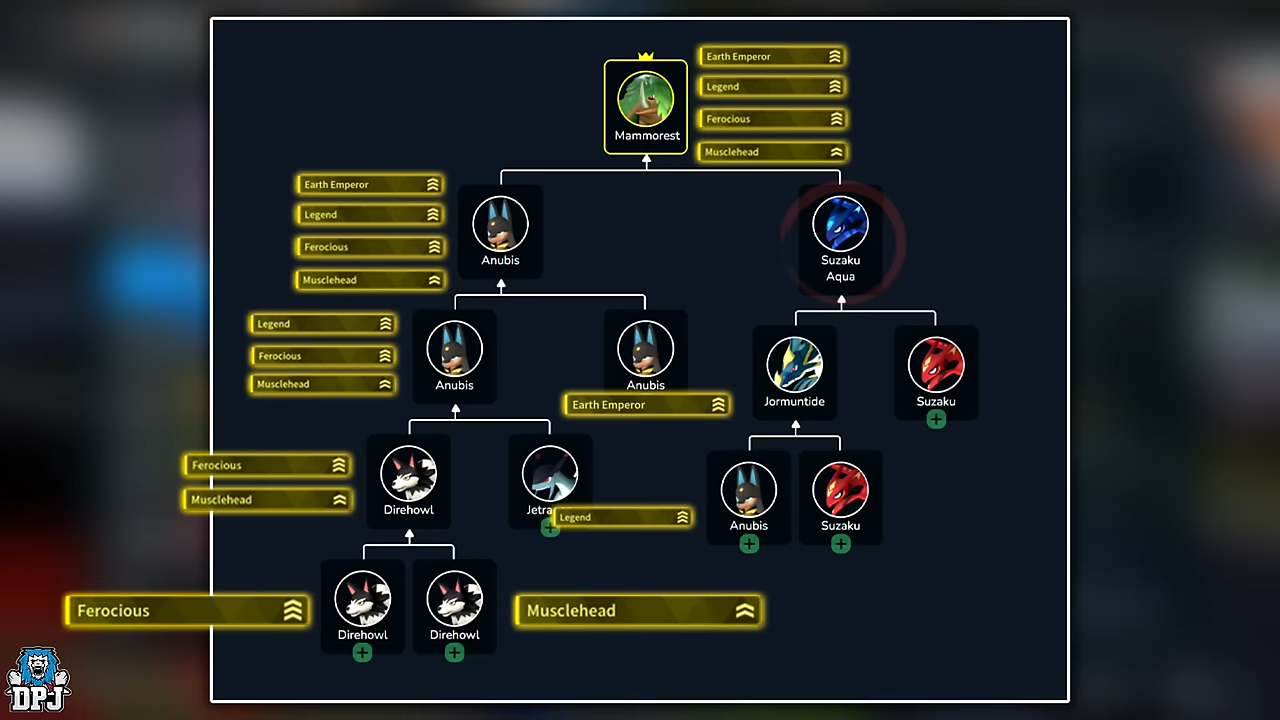 Earth Emperor
Legend
Ferocious
Musclehead
Mammorest
Earth Emperor
Legend
Ferocious
Musclehead
Anubis
Suzaku
Aqua
Legend
Ferocious
Musclehead
Anubis
Anubis
Earth Emperor
Jormuntide
Suzaku
Ferocious
Musclehead
Direhowl
Jetra
Legend
Anubis
Suzaku
Ferocious
Direhowl
Direhowl
Musclehead
DPJ